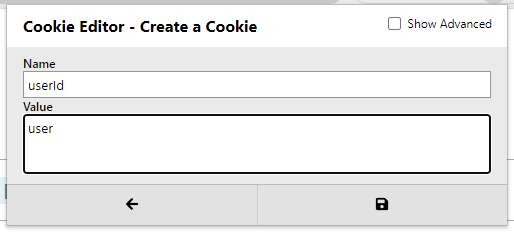 Cookie Editor - Create a Cookie
Show Advanced
Name
userId
Value
user